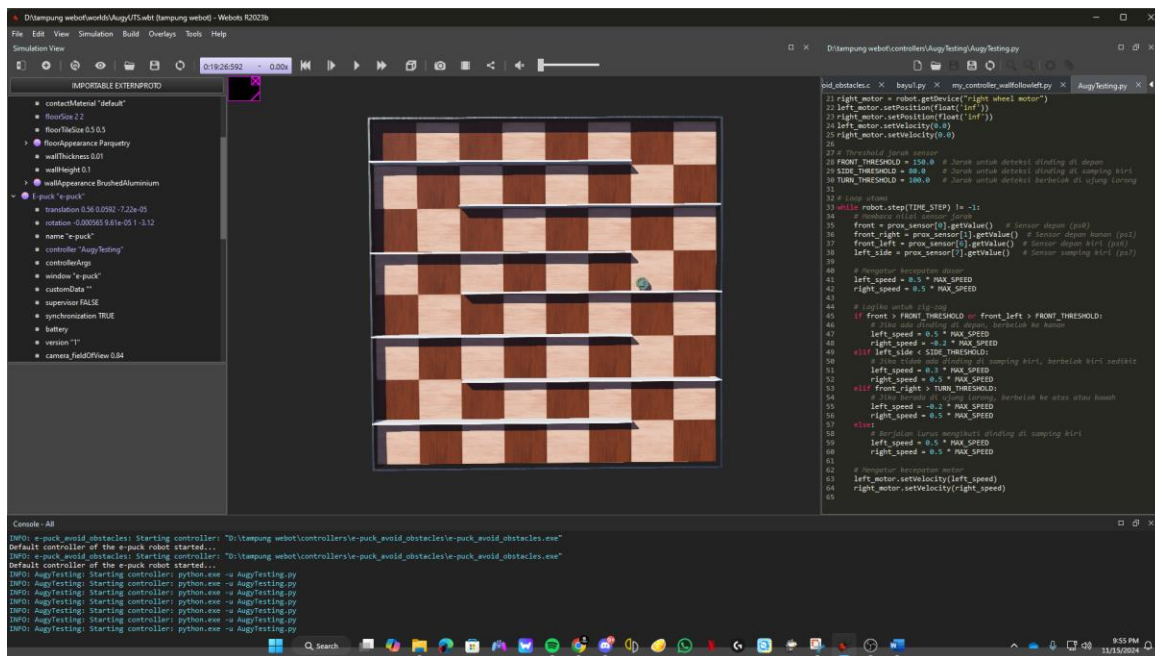 D:\tampung webot\worlds\AugyUTS.wbt (tampung webot) - Webots R2023b
File Edit View Simulation Build Overlays Tools Help
Simulation View
D:\tampung webot\controllers\AugyTesting\AugyTesting.py
0:19:26:592 - 0.00x
IMPORTABLE EXTERNPROTO
contactMaterial "default"
floorSize 2 2
floorTileSize 0.5 0.5
floorAppearance Parquetry
wallThickness 0.01
wallHeight 0.1
wallAppearance BrushedAluminium
E-puck "e-puck"
translation 0.56 0.0592 -7.22e-05
rotation -0.000565 9.61e-05 1 -3.12
name "e-puck"
controller "AugyTesting"
controllerArgs
window "e-puck"
customData ""
supervisor FALSE
synchronization TRUE
battery
version "1"
camera_fieldOfView 0.84
oid_obstacles.c × bayu1.py × my_controller_wallfollowleft.py × AugyTesting.py ×
21 right_motor = robot.getDevice("right wheel motor")
22 left_motor.setPosition(float('inf'))
23 right_motor.setPosition(float('inf'))
24 left_motor.setVelocity(0.0)
25 right_motor.setVelocity(0.0)
26
27 # Threshold jarak sensor
28 FRONT_THRESHOLD = 150.0 # Jarak untuk deteksi dinding di depan
29 SIDE_THRESHOLD = 80.0 # Jarak untuk deteksi dinding di samping kiri
30 TURN_THRESHOLD = 100.0 # Jarak untuk deteksi berbelok di ujung lorong
31
32 # Loop utama
33 while robot.step(TIME_STEP) != -1:
34 # Membaca nilai sensor jarak
35 front = prox_sensor[0].getValue() # Sensor depan (ps0)
36 front_right = prox_sensor[1].getValue() # Sensor depan kanan (ps1)
37 front_left = prox_sensor[6].getValue() # Sensor depan kiri (ps6)
38 left_side = prox_sensor[7].getValue() # Sensor samping kiri (ps7)
39
40 # Mengatur kecepatan dasar
41 left_speed = 0.5 * MAX_SPEED
42 right_speed = 0.5 * MAX_SPEED
43
44 # Logika untuk zig-zag
45 if front > FRONT_THRESHOLD or front_left > FRONT_THRESHOLD:
46 # Jika ada dinding di depan, berbelok ke kanan
47 left_speed = 0.5 * MAX_SPEED
48 right_speed = -0.2 * MAX_SPEED
49 elif left_side < SIDE_THRESHOLD:
50 # Jika tidak ada dinding di samping kiri, berbelok kiri sedikit
51 left_speed = 0.3 * MAX_SPEED
52 right_speed = 0.5 * MAX_SPEED
53 elif front_right > TURN_THRESHOLD:
54 # Jika berada di ujung lorong, berbelok ke atas atau bawah
55 left_speed = -0.2 * MAX_SPEED
56 right_speed = 0.5 * MAX_SPEED
57 else:
58 # Berjalan lurus mengikuti dinding di samping kiri
59 left_speed = 0.5 * MAX_SPEED
60 right_speed = 0.5 * MAX_SPEED
61
62 # Mengatur kecepatan motor
63 left_motor.setVelocity(left_speed)
64 right_motor.setVelocity(right_speed)
65
Console - All
INFO: e-puck_avoid_obstacles: Starting controller: "D:\tampung webot\controllers\e-puck_avoid_obstacles\e-puck_avoid_obstacles.exe"
Default controller of the e-puck robot started...
INFO: e-puck_avoid_obstacles: Starting controller: "D:\tampung webot\controllers\e-puck_avoid_obstacles\e-puck_avoid_obstacles.exe"
Default controller of the e-puck robot started...
INFO: AugyTesting: Starting controller: python.exe -u AugyTesting.py
INFO: AugyTesting: Starting controller: python.exe -u AugyTesting.py
INFO: AugyTesting: Starting controller: python.exe -u AugyTesting.py
INFO: AugyTesting: Starting controller: python.exe -u AugyTesting.py
INFO: AugyTesting: Starting controller: python.exe -u AugyTesting.py
INFO: AugyTesting: Starting controller: python.exe -u AugyTesting.py
INFO: AugyTesting: Starting controller: python.exe -u AugyTesting.py
Search
9:55 PM
11/15/2024